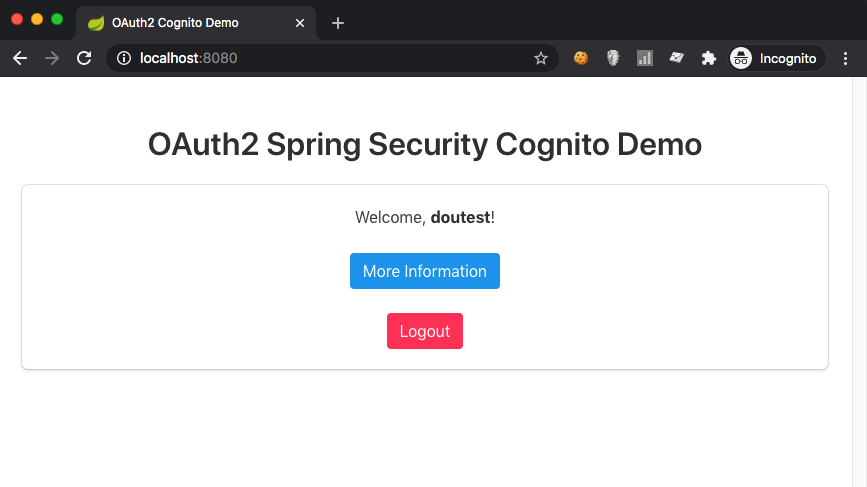 OAuth2 Cognito Demo
localhost:8080
Incognito
OAuth2 Spring Security Cognito Demo
Welcome, doutest!
More Information
Logout